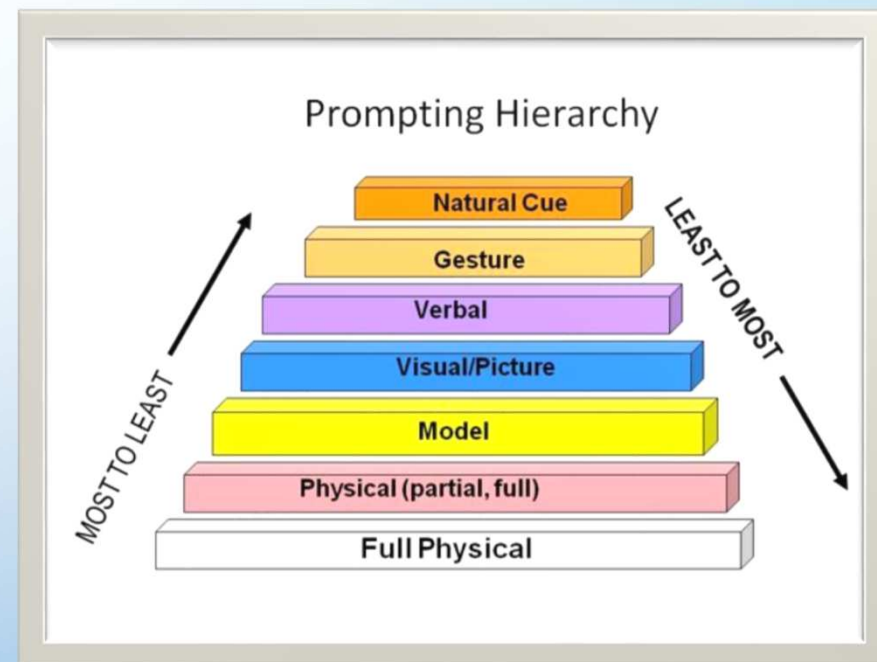 Prompting Hierarchy
Natural Cue
Gesture
Verbal
Visual/Picture
Model
Physical (partial, full)
Full Physical
MOST TO LEAST
LEAST TO MOST